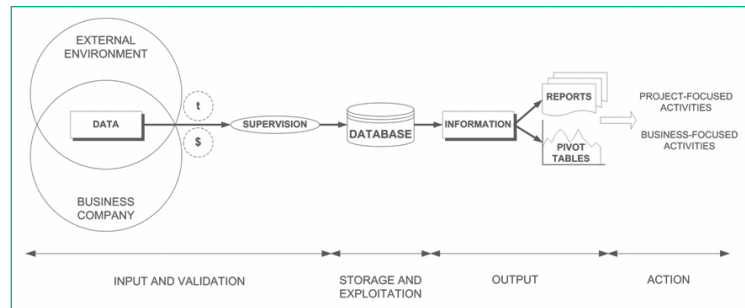 EXTERNAL
ENVIRONMENT
t
DATA
SUPERVISION
$
DATABASE
INFORMATION
REPORTS
PIVOT
TABLES
PROJECT-FOCUSED
ACTIVITIES
BUSINESS-FOCUSED
ACTIVITIES
BUSINESS
COMPANY
INPUT AND VALIDATION
STORAGE AND
EXPLOITATION
OUTPUT
ACTION